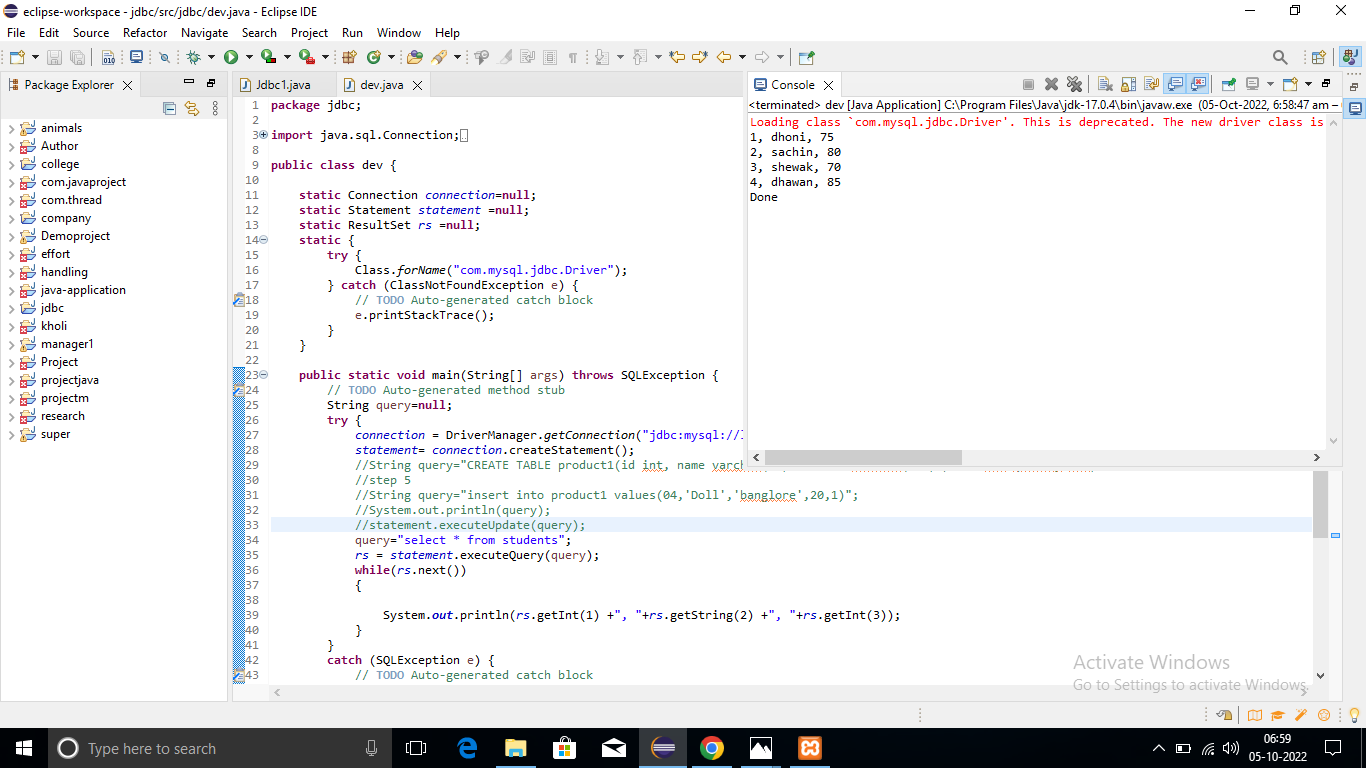 eclipse-workspace - jdbc/src/jdbc/dev.java - Eclipse IDE
File Edit Source Refactor Navigate Search Project Run Window Help
Package Explorer
animals
Author
college
com.javaproject
com.thread
company
Demoproject
effort
handling
java-application
jdbc
kholi
manager1
Project
projectjava
projectm
research
super
Jdbc1.java dev.java
1 package jdbc;
2
3 import java.sql.Connection;
8
9 public class dev {
10
11 static Connection connection=null;
12 static Statement statement =null;
13 static ResultSet rs =null;
14 static {
15 try {
16 Class.forName("com.mysql.jdbc.Driver");
17 } catch (ClassNotFoundException e) {
18 // TODO Auto-generated catch block
19 e.printStackTrace();
20 }
21 }
22
23 public static void main(String[] args) throws SQLException {
24 // TODO Auto-generated method stub
25 String query=null;
26 try {
27 connection = DriverManager.getConnection("jdbc:mysql://
28 statement= connection.createStatement();
29 //String query="CREATE TABLE product1(id int, name varch
30 //step 5
31 //String query="insert into product1 values(04,'Doll','banglore',20,1)";
32 //System.out.println(query);
33 //statement.executeUpdate(query);
34 query="select * from students";
35 rs = statement.executeQuery(query);
36 while(rs.next())
37 {
38
39 System.out.println(rs.getInt(1) +", "+rs.getString(2) +", "+rs.getInt(3));
40 }
41 }
42 catch (SQLException e) {
43 // TODO Auto-generated catch block
Console
<terminated> dev [Java Application] C:\Program Files\Java\jdk-17.0.4\bin\javaw.exe (05-Oct-2022, 6:58:47 am –
Loading class `com.mysql.jdbc.Driver'. This is deprecated. The new driver class is
1, dhoni, 75
2, sachin, 80
3, shewak, 70
4, dhawan, 85
Done
Activate Windows
Go to Settings to activate Windows.
Type here to search
06:59
05-10-2022